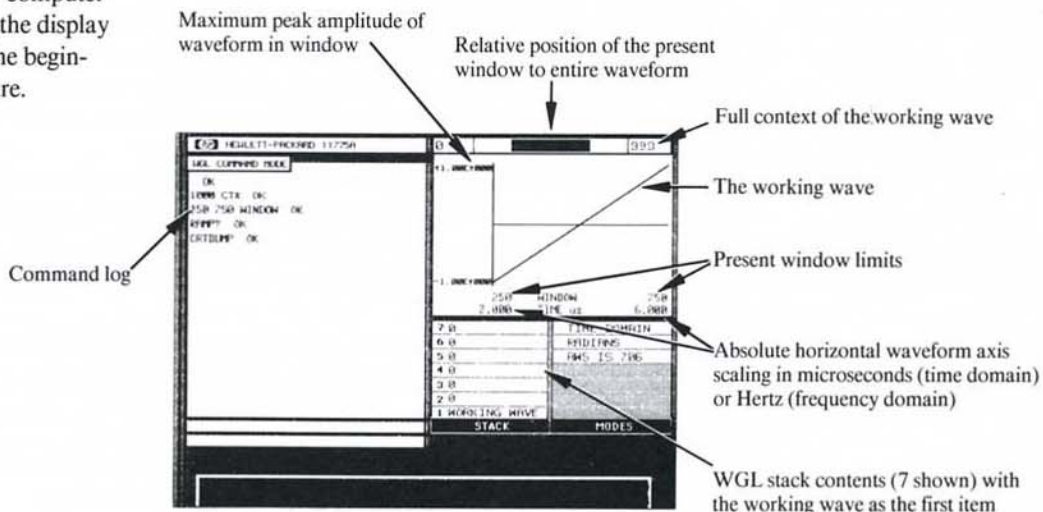 computer
the display
ne begin-
re.
Maximum peak amplitude of
waveform in window
Relative position of the present
window to entire waveform
Full context of the working wave
The working wave
Present window limits
Absolute horizontal waveform axis
scaling in microseconds (time domain)
or Hertz (frequency domain)
WGL stack contents (7 shown) with
the working wave as the first item
Command log
HEWLETT-PACKARD 11775A
WGL COMMAND MODE
OK
1000 CTX OK
250 750 WINDOW OK
RAMP? OK
CRTDUMP OK
0
999
+1.00E+000
-1.00E+000
250 WINDOW 750
2.000 TIME us 6.000
7 0
6 0
5 0
4 0
3 0
2 0
1 WORKING WAVE
STACK
TIME DOMAIN
RADIANS
AWS IS 706
MODES